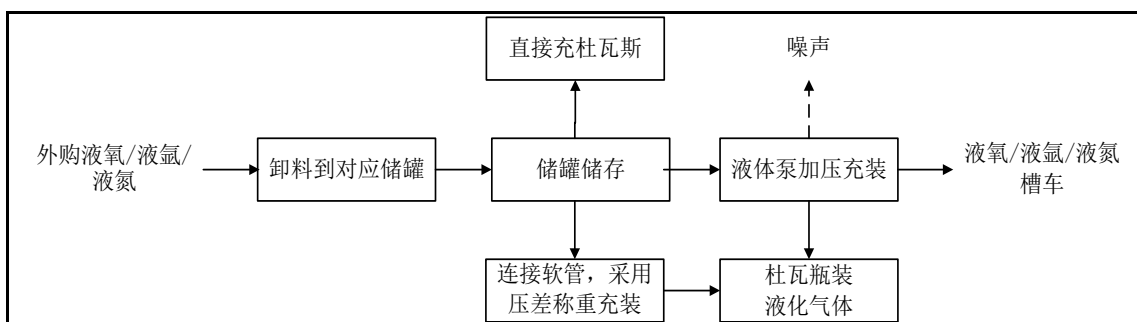 直接充杜瓦斯
噪声
外购液氧/液氩/
液氮
卸料到对应储罐
储罐储存
液体泵加压充装
液氧/液氩/液氮
槽车
连接软管，采用
压差称重充装
杜瓦瓶装
液化气体